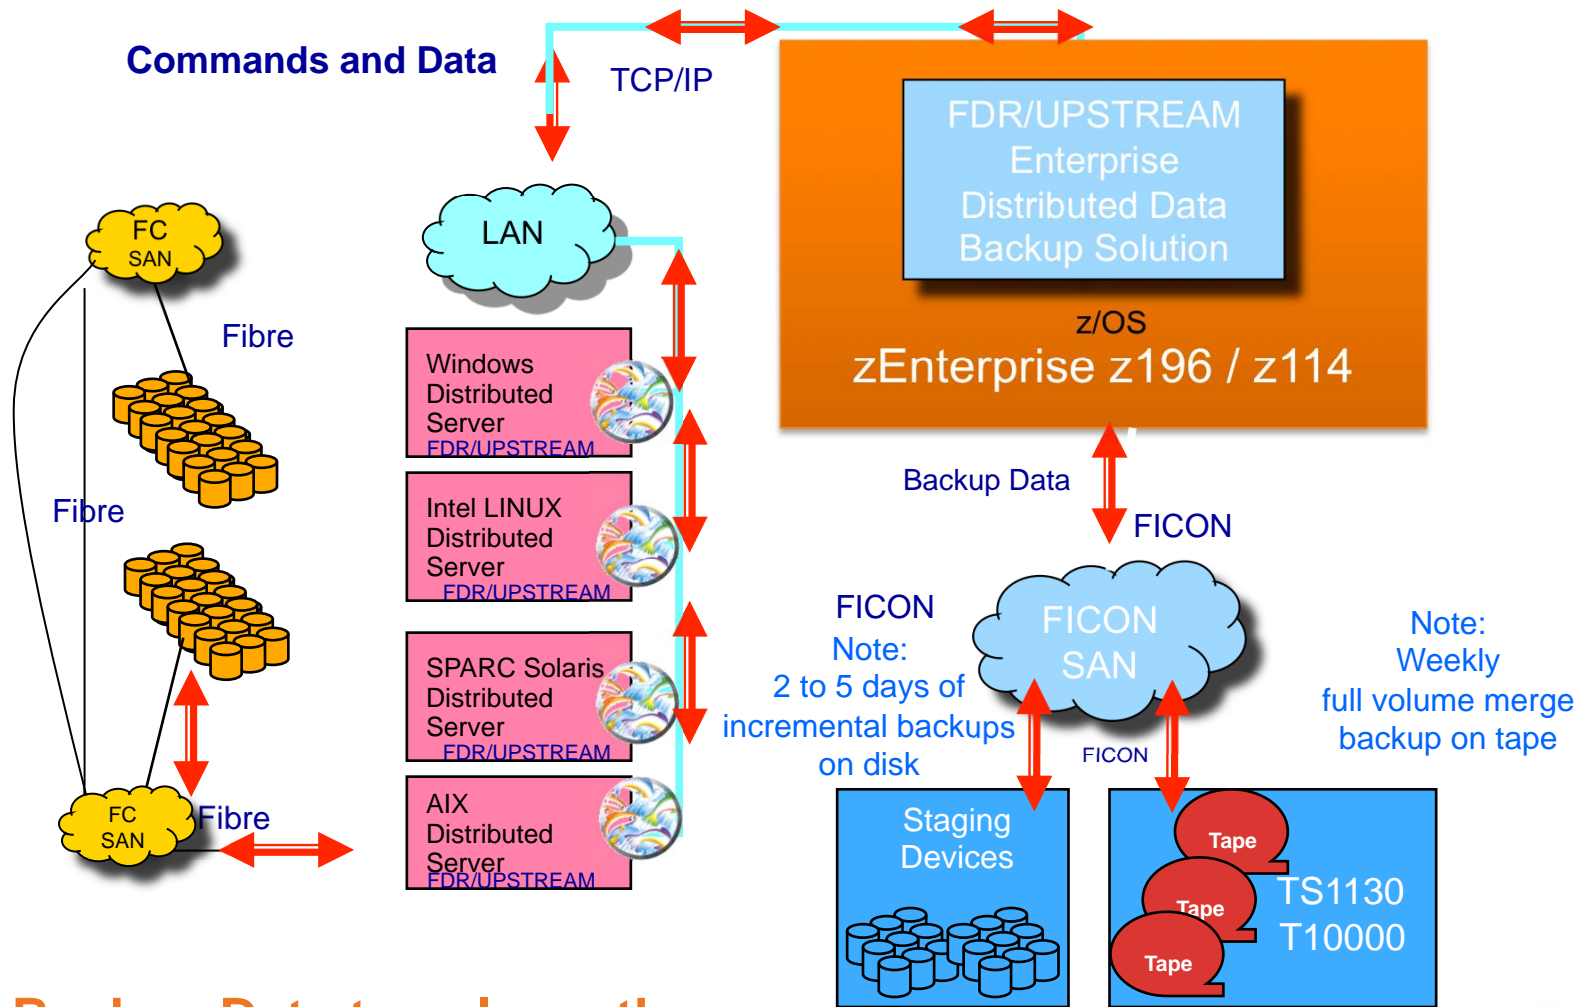 Commands and Data
TCP/IP
FDR/UPSTREAM
Enterprise
Distributed Data
Backup Solution
z/OS
zEnterprise z196 / z114
FC
SAN
LAN
Fibre
Windows
Distributed
Server
FDR/UPSTREAM
Fibre
Intel LINUX
Distributed
Server
FDR/UPSTREAM
Backup Data
FICON
FICON
FICON
SAN
Note:
2 to 5 days of
incremental backups
on disk
Note:
Weekly
full volume merge
backup on tape
SPARC Solaris
Distributed
Server
FDR/UPSTREAM
FICON
FC
SAN
Fibre
AIX
Distributed
Server
FDR/UPSTREAM
Staging
Devices
Tape
Tape
Tape
TS1130
T10000